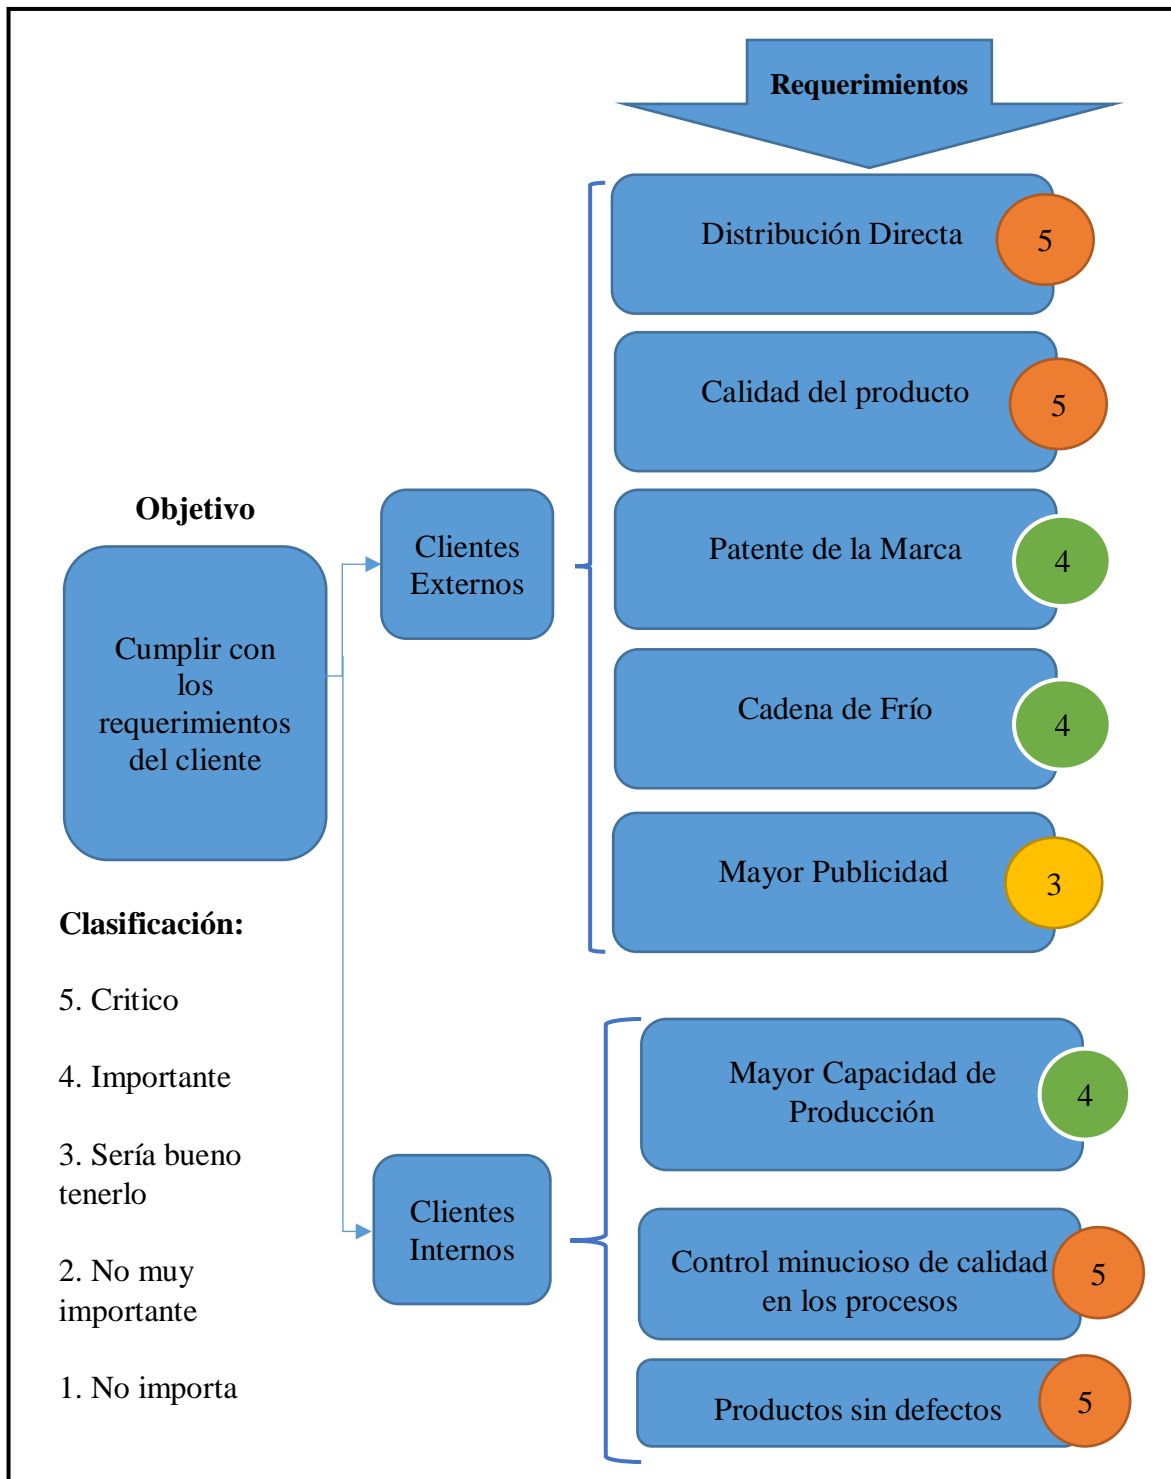 Requerimientos
Distribución Directa
5
Calidad del producto
5
Objetivo
Cumplir con
los
requerimientos
del cliente
Clientes
Externos
Patente de la Marca
4
Cadena de Frío
4
Mayor Publicidad
3
Clasificación:
5. Critico
4. Importante
3. Sería bueno
tenerlo
2. No muy
importante
1. No importa
Clientes
Internos
Mayor Capacidad de
Producción
4
Control minucioso de calidad
en los procesos
5
Productos sin defectos
5